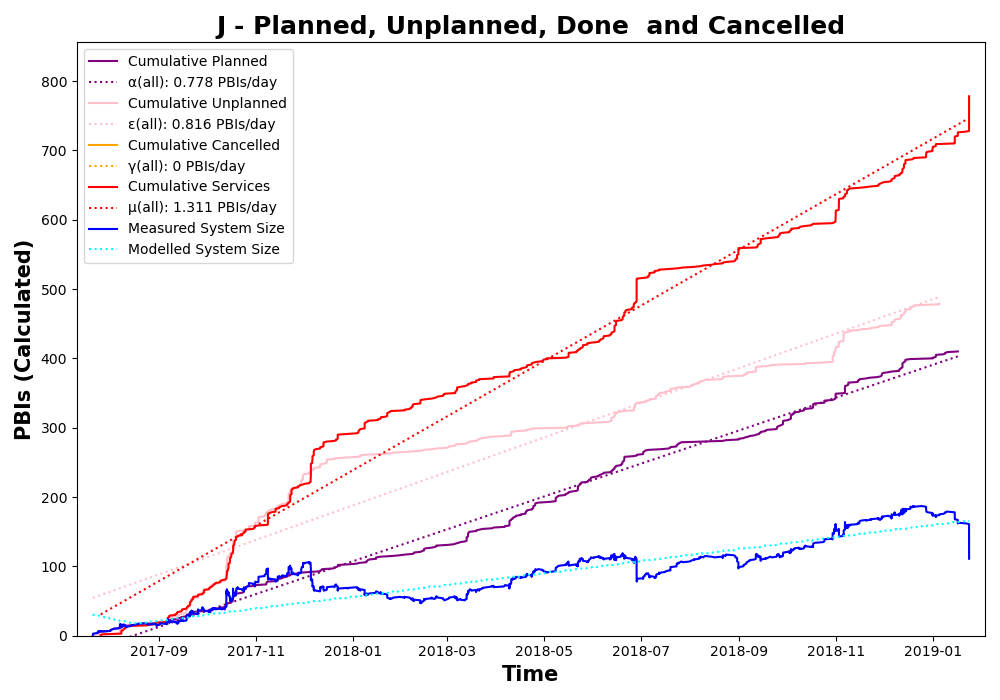 J - Planned, Unplanned, Done  and Cancelled
Cumulative Planned
α(all): 0.778 PBIs/day
Cumulative Unplanned
ε(all): 0.816 PBIs/day
Cumulative Cancelled
γ(all): 0 PBIs/day
Cumulative Services
μ(all): 1.311 PBIs/day
Measured System Size
Modelled System Size
PBIs (Calculated)
800
700
600
500
400
300
200
100
0
2017-09 2017-11 2018-01 2018-03 2018-05 2018-07 2018-09 2018-11 2019-01
Time